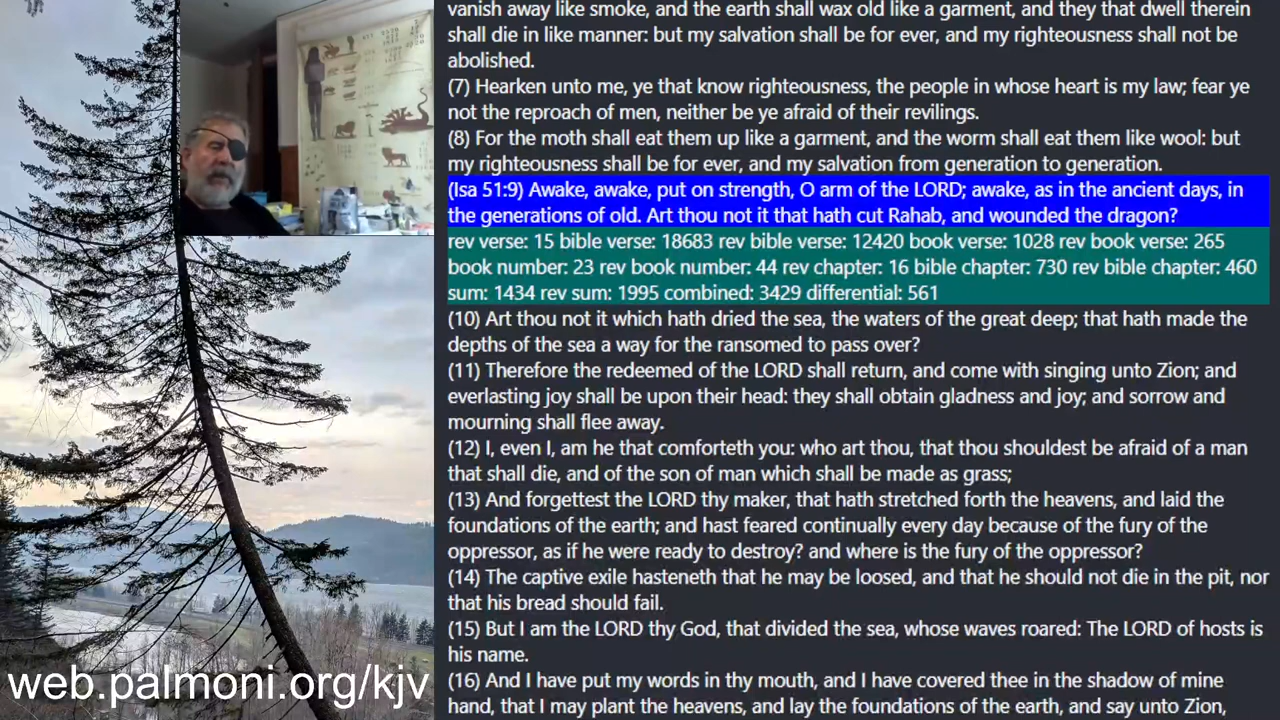 vanish away like smoke, and the earth shall wax old like a garment, and they that dwell therein
shall die in like manner: but my salvation shall be for ever, and my righteousness shall not be
abolished.
(7) Hearken unto me, ye that know righteousness, the people in whose heart is my law; fear ye
not the reproach of men, neither be ye afraid of their revilings.
(8) For the moth shall eat them up like a garment, and the worm shall eat them like wool: but
my righteousness shall be for ever, and my salvation from generation to generation.
(Isa 51:9) Awake, awake, put on strength, O arm of the LORD; awake, as in the ancient days, in
the generations of old. Art thou not it that hath cut Rahab, and wounded the dragon?
rev verse: 15 bible verse: 18683 rev bible verse: 12420 book verse: 1028 rev book verse: 265
book number: 23 rev book number: 44 rev chapter: 16 bible chapter: 730 rev bible chapter: 460
sum: 1434 rev sum: 1995 combined: 3429 differential: 561
(10) Art thou not it which hath dried the sea, the waters of the great deep; that hath made the
depths of the sea a way for the ransomed to pass over?
(11) Therefore the redeemed of the LORD shall return, and come with singing unto Zion; and
everlasting joy shall be upon their head: they shall obtain gladness and joy; and sorrow and
mourning shall flee away.
(12) I, even I, am he that comforteth you: who art thou, that thou shouldest be afraid of a man
that shall die, and of the son of man which shall be made as grass;
(13) And forgettest the LORD thy maker, that hath stretched forth the heavens, and laid the
foundations of the earth; and hast feared continually every day because of the fury of the
oppressor, as if he were ready to destroy? and where is the fury of the oppressor?
(14) The captive exile hasteneth that he may be loosed, and that he should not die in the pit, nor
that his bread should fail.
(15) But I am the LORD thy God, that divided the sea, whose waves roared: The LORD of hosts is
his name.
(16) And I have put my words in thy mouth, and I have covered thee in the shadow of mine
hand, that I may plant the heavens, and lay the foundations of the earth, and say unto Zion,
web.palmoni.org/kjv